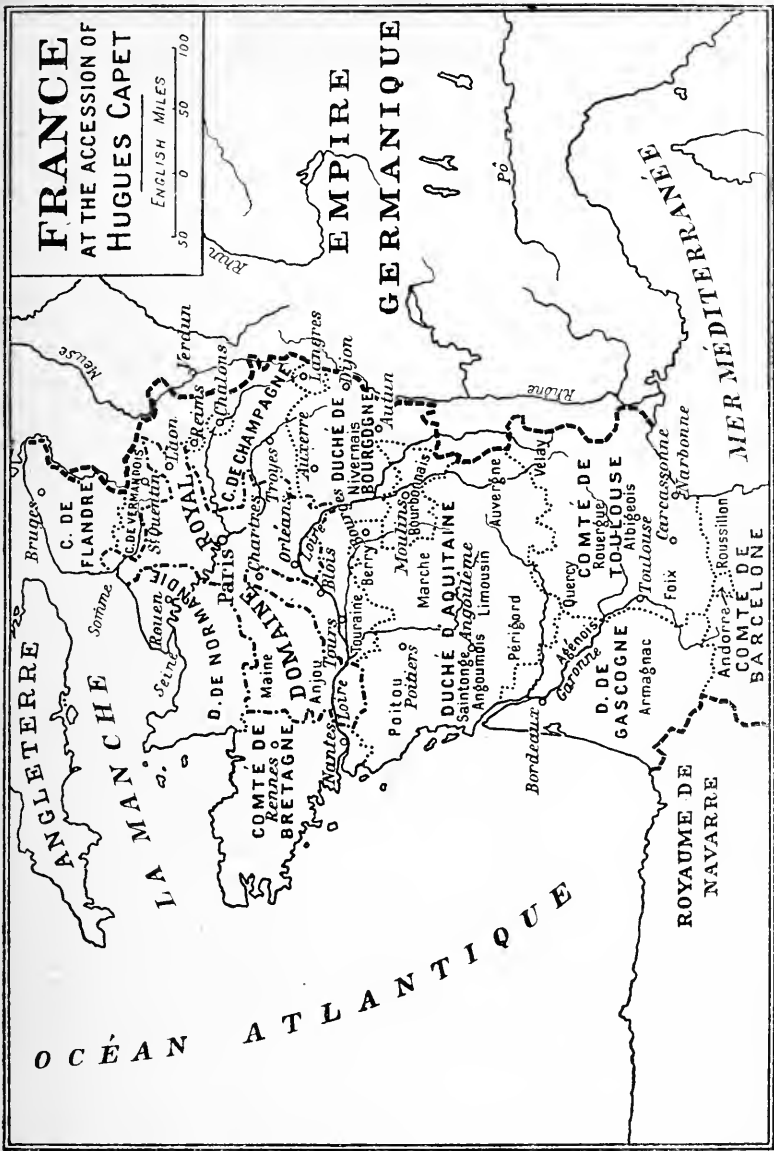 FRANCE
AT THE ACCESSION OF
HUGUES CAPET
ENGLISH MILES
50 0 50 100
ANGLETERRE
LA MANCHE
OCÉAN ATLANTIQUE
EMPIRE
GERMANIQUE
MER MÉDITERRANÉE
ROYAUME DE
NAVARRE
Bruges
C. DE
FLANDRE
Somme
C. DE VERMANDOIS
St Quentin
Laon
Reims
Chalons
Verdun
Meuse
Rhin
Rouen
Seine
D. DE NORMANDIE
ROYAL
Paris
DOMAINE
C. DE CHAMPAGNE
Troyes
Langres
Chartres
Orléans
Auxerre
Dijon
Maine
Anjou
COMTÉ DE
Rennes
BRETAGNE
Nantes
Loire
Tours
Blois
Loire
Touraine
Berry
Bourges
Nivernais
DUCHÉ DE
BOURGOGNE
Autun
Moulins
Bourbonnais
Poitou
Poitiers
Marche
DUCHÉ D'AQUITAINE
Saintonge
Angoulême
Angoumois
Limousin
Auvergne
Périgord
Velay
Rhône
Pô
Bordeaux
Garonne
Agénois
Quercy
COMTÉ DE
Rouergue
TOULOUSE
Albigeois
D. DE
GASCOGNE
Armagnac
Toulouse
Carcassonne
Narbonne
Foix
Andorra
Roussillon
COMTÉ DE
BARCELONE